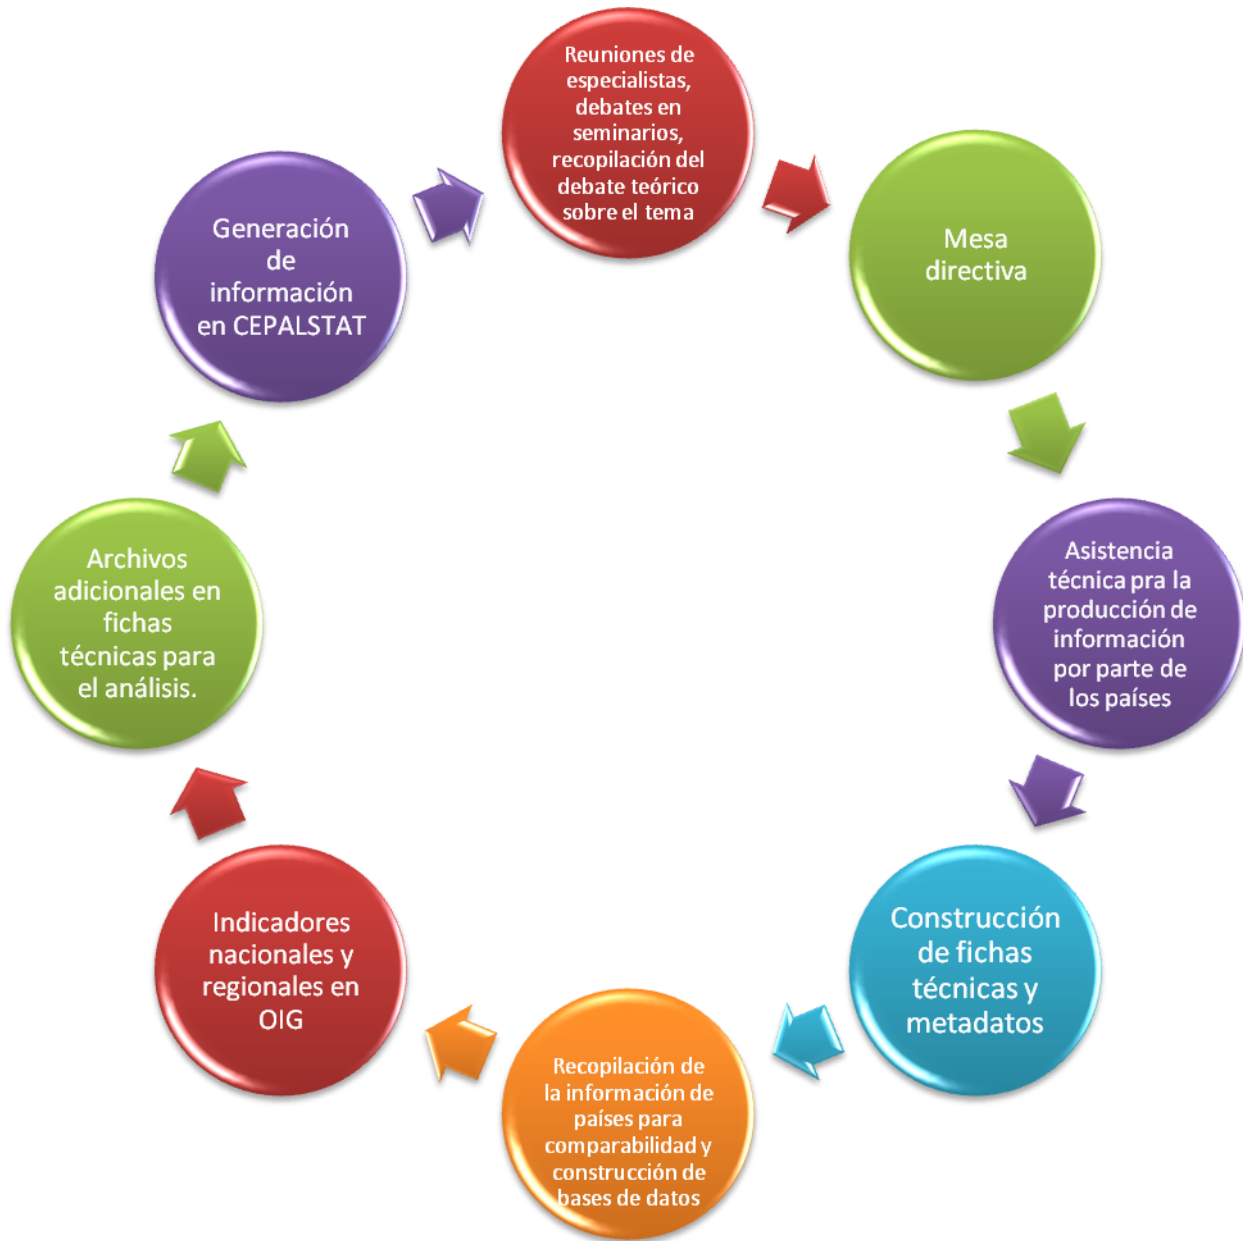 Reuniones de
especialistas,
debates en
seminarios,
recopilación del
debate teórico
sobre el tema
Mesa
directiva
Asistencia
técnica pra la
producción de
información
por parte de
los países
Construcción
de fichas
técnicas y
metadatos
Recopilación de
la información de
países para
comparabilidad y
construcción de
bases de datos
Indicadores
nacionales y
regionales en
OIG
Archivos
adicionales en
fichas
técnicas para
el análisis.
Generación
de
información
en CEPALSTAT